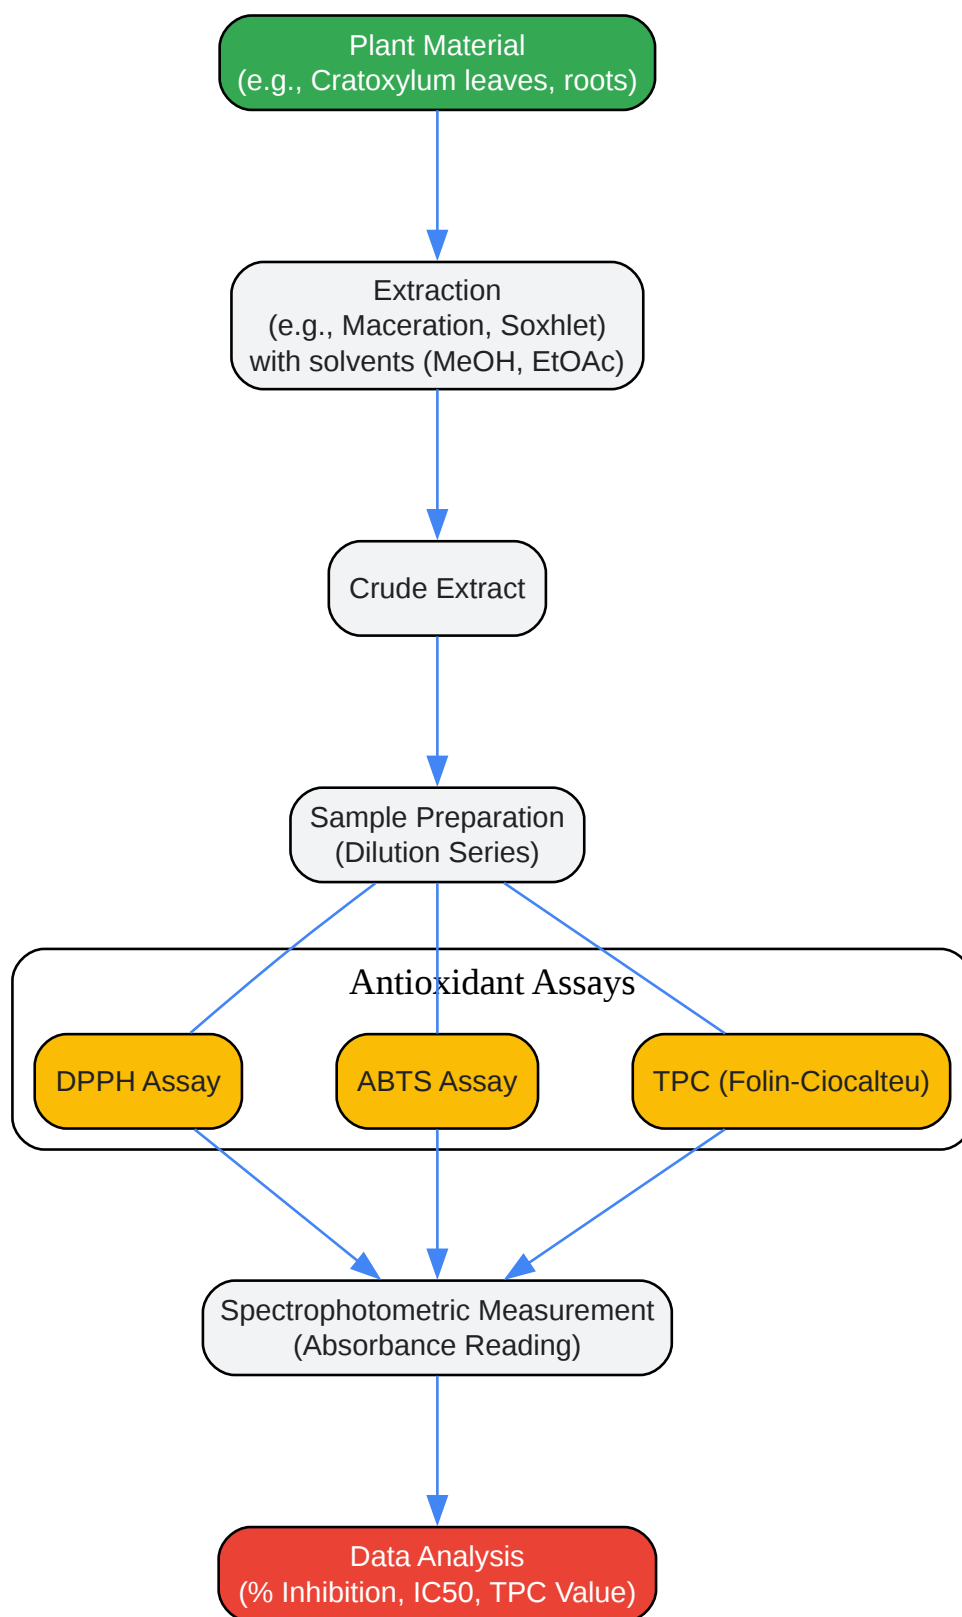 Plant Material
(e.g., Cratoxylum leaves, roots)
Extraction
(e.g., Maceration, Soxhlet)
with solvents (MeOH, EtOAc)
Crude Extract
Sample Preparation
(Dilution Series)
Antioxidant Assays
DPPH Assay
ABTS Assay
TPC (Folin-Ciocalteu)
Spectrophotometric Measurement
(Absorbance Reading)
Data Analysis
(% Inhibition, IC50, TPC Value)